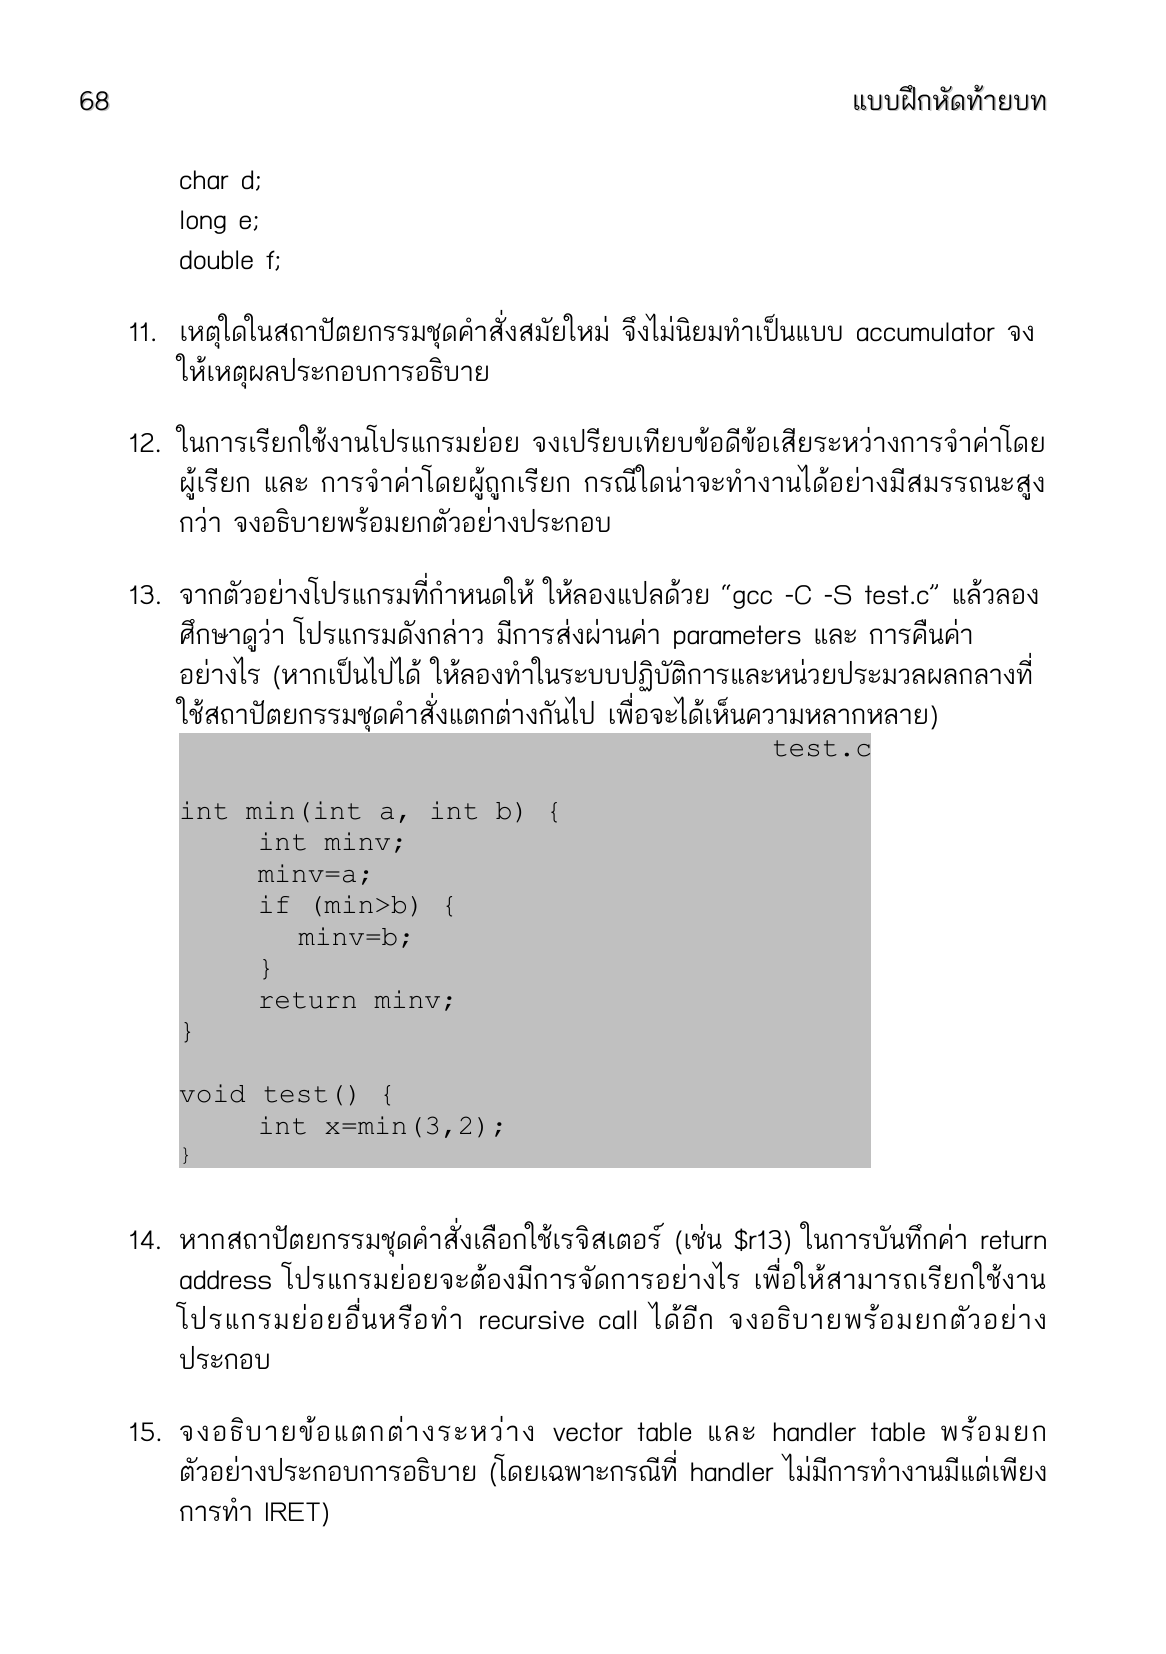 68 แบบฝึกหัดท้ายบท
char d;
long e;
double f;
11. เหตุใดในสถาปัตยกรรมชุดคำสั่งสมัยใหม่ จึงไม่นิยมทำเป็นแบบ accumulator จง
ให้เหตุผลประกอบการอธิบาย
12. ในการเรียกใช้งานโปรแกรมย่อย จงเปรียบเทียบข้อดีข้อเสียระหว่างการจำค่าโดย
ผู้เรียก และ การจำค่าโดยผู้ถูกเรียก กรณีใดน่าจะทำงานได้อย่างมีสมรรถนะสูง
กว่า จงอธิบายพร้อมยกตัวอย่างประกอบ
13. จากตัวอย่างโปรแกรมที่กำหนดให้ ให้ลองแปลด้วย “gcc -C -S test.c” แล้วลอง
ศึกษาดูว่า โปรแกรมดังกล่าว มีการส่งผ่านค่า parameters และ การคืนค่า
อย่างไร (หากเป็นไปได้ ให้ลองทำในระบบปฏิบัติการและหน่วยประมวลผลกลางที่
ใช้สถาปัตยกรรมชุดคำสั่งแตกต่างกันไป เพื่อจะได้เห็นความหลากหลาย)
test.c
int min(int a, int b) {
int minv;
minv=a;
if (min>b) {
minv=b;
}
return minv;
}
void test() {
int x=min(3,2);
}
14. หากสถาปัตยกรรมชุดคำสั่งเลือกใช้เรจิสเตอร์ (เช่น $r13) ในการบันทึกค่า return
address โปรแกรมย่อยจะต้องมีการจัดการอย่างไร เพื่อให้สามารถเรียกใช้งาน
โปรแกรมย่อยอื่นหรือทำ recursive call ได้อีก จงอธิบายพร้อมยกตัวอย่าง
ประกอบ
15. จงอธิบายข้อแตกต่างระหว่าง vector table และ handler table พร้อมยก
ตัวอย่างประกอบการอธิบาย (โดยเฉพาะกรณีที่ handler ไม่มีการทำงานมีแต่เพียง
การทำ IRET)